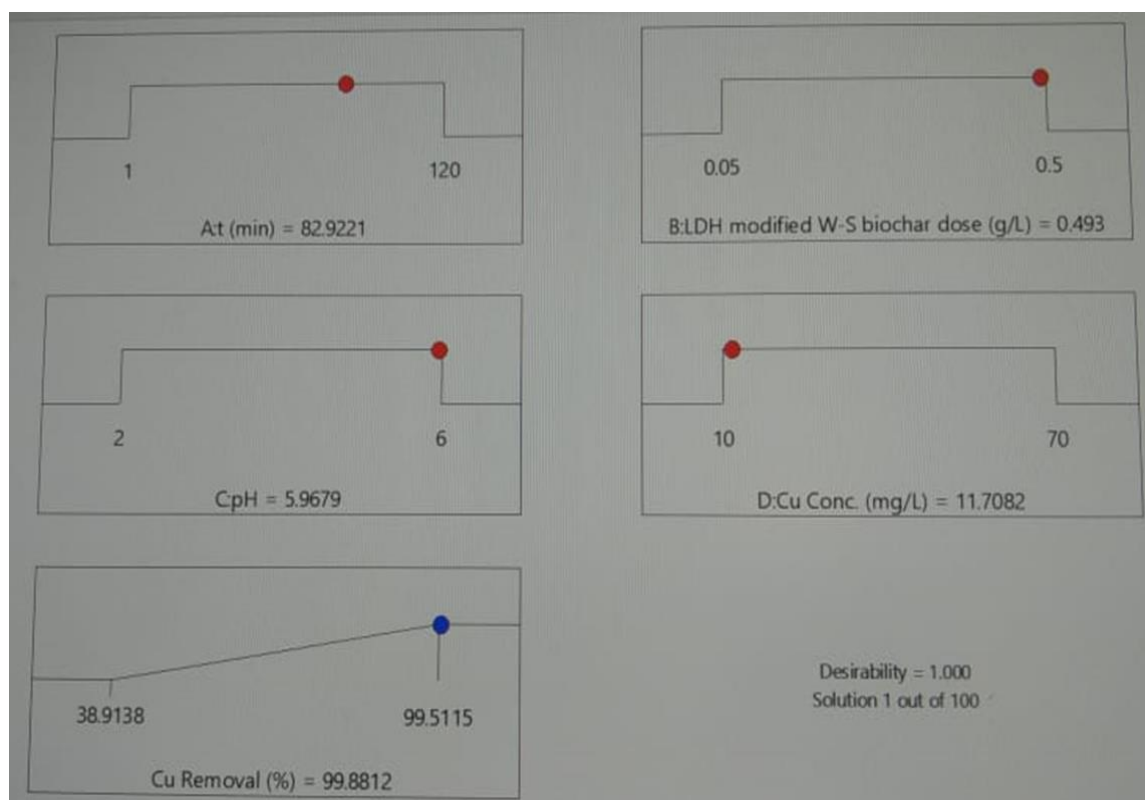 1
120
A:t (min) = 82.9221
0.05
0.5
B:LDH modified W-S biochar dose (g/L) = 0.493
2
6
C:pH = 5.9679
10
70
D:Cu Conc. (mg/L) = 11.7082
38.9138
99.5115
Cu Removal (%) = 99.8812
Desirability = 1.000
Solution 1 out of 100